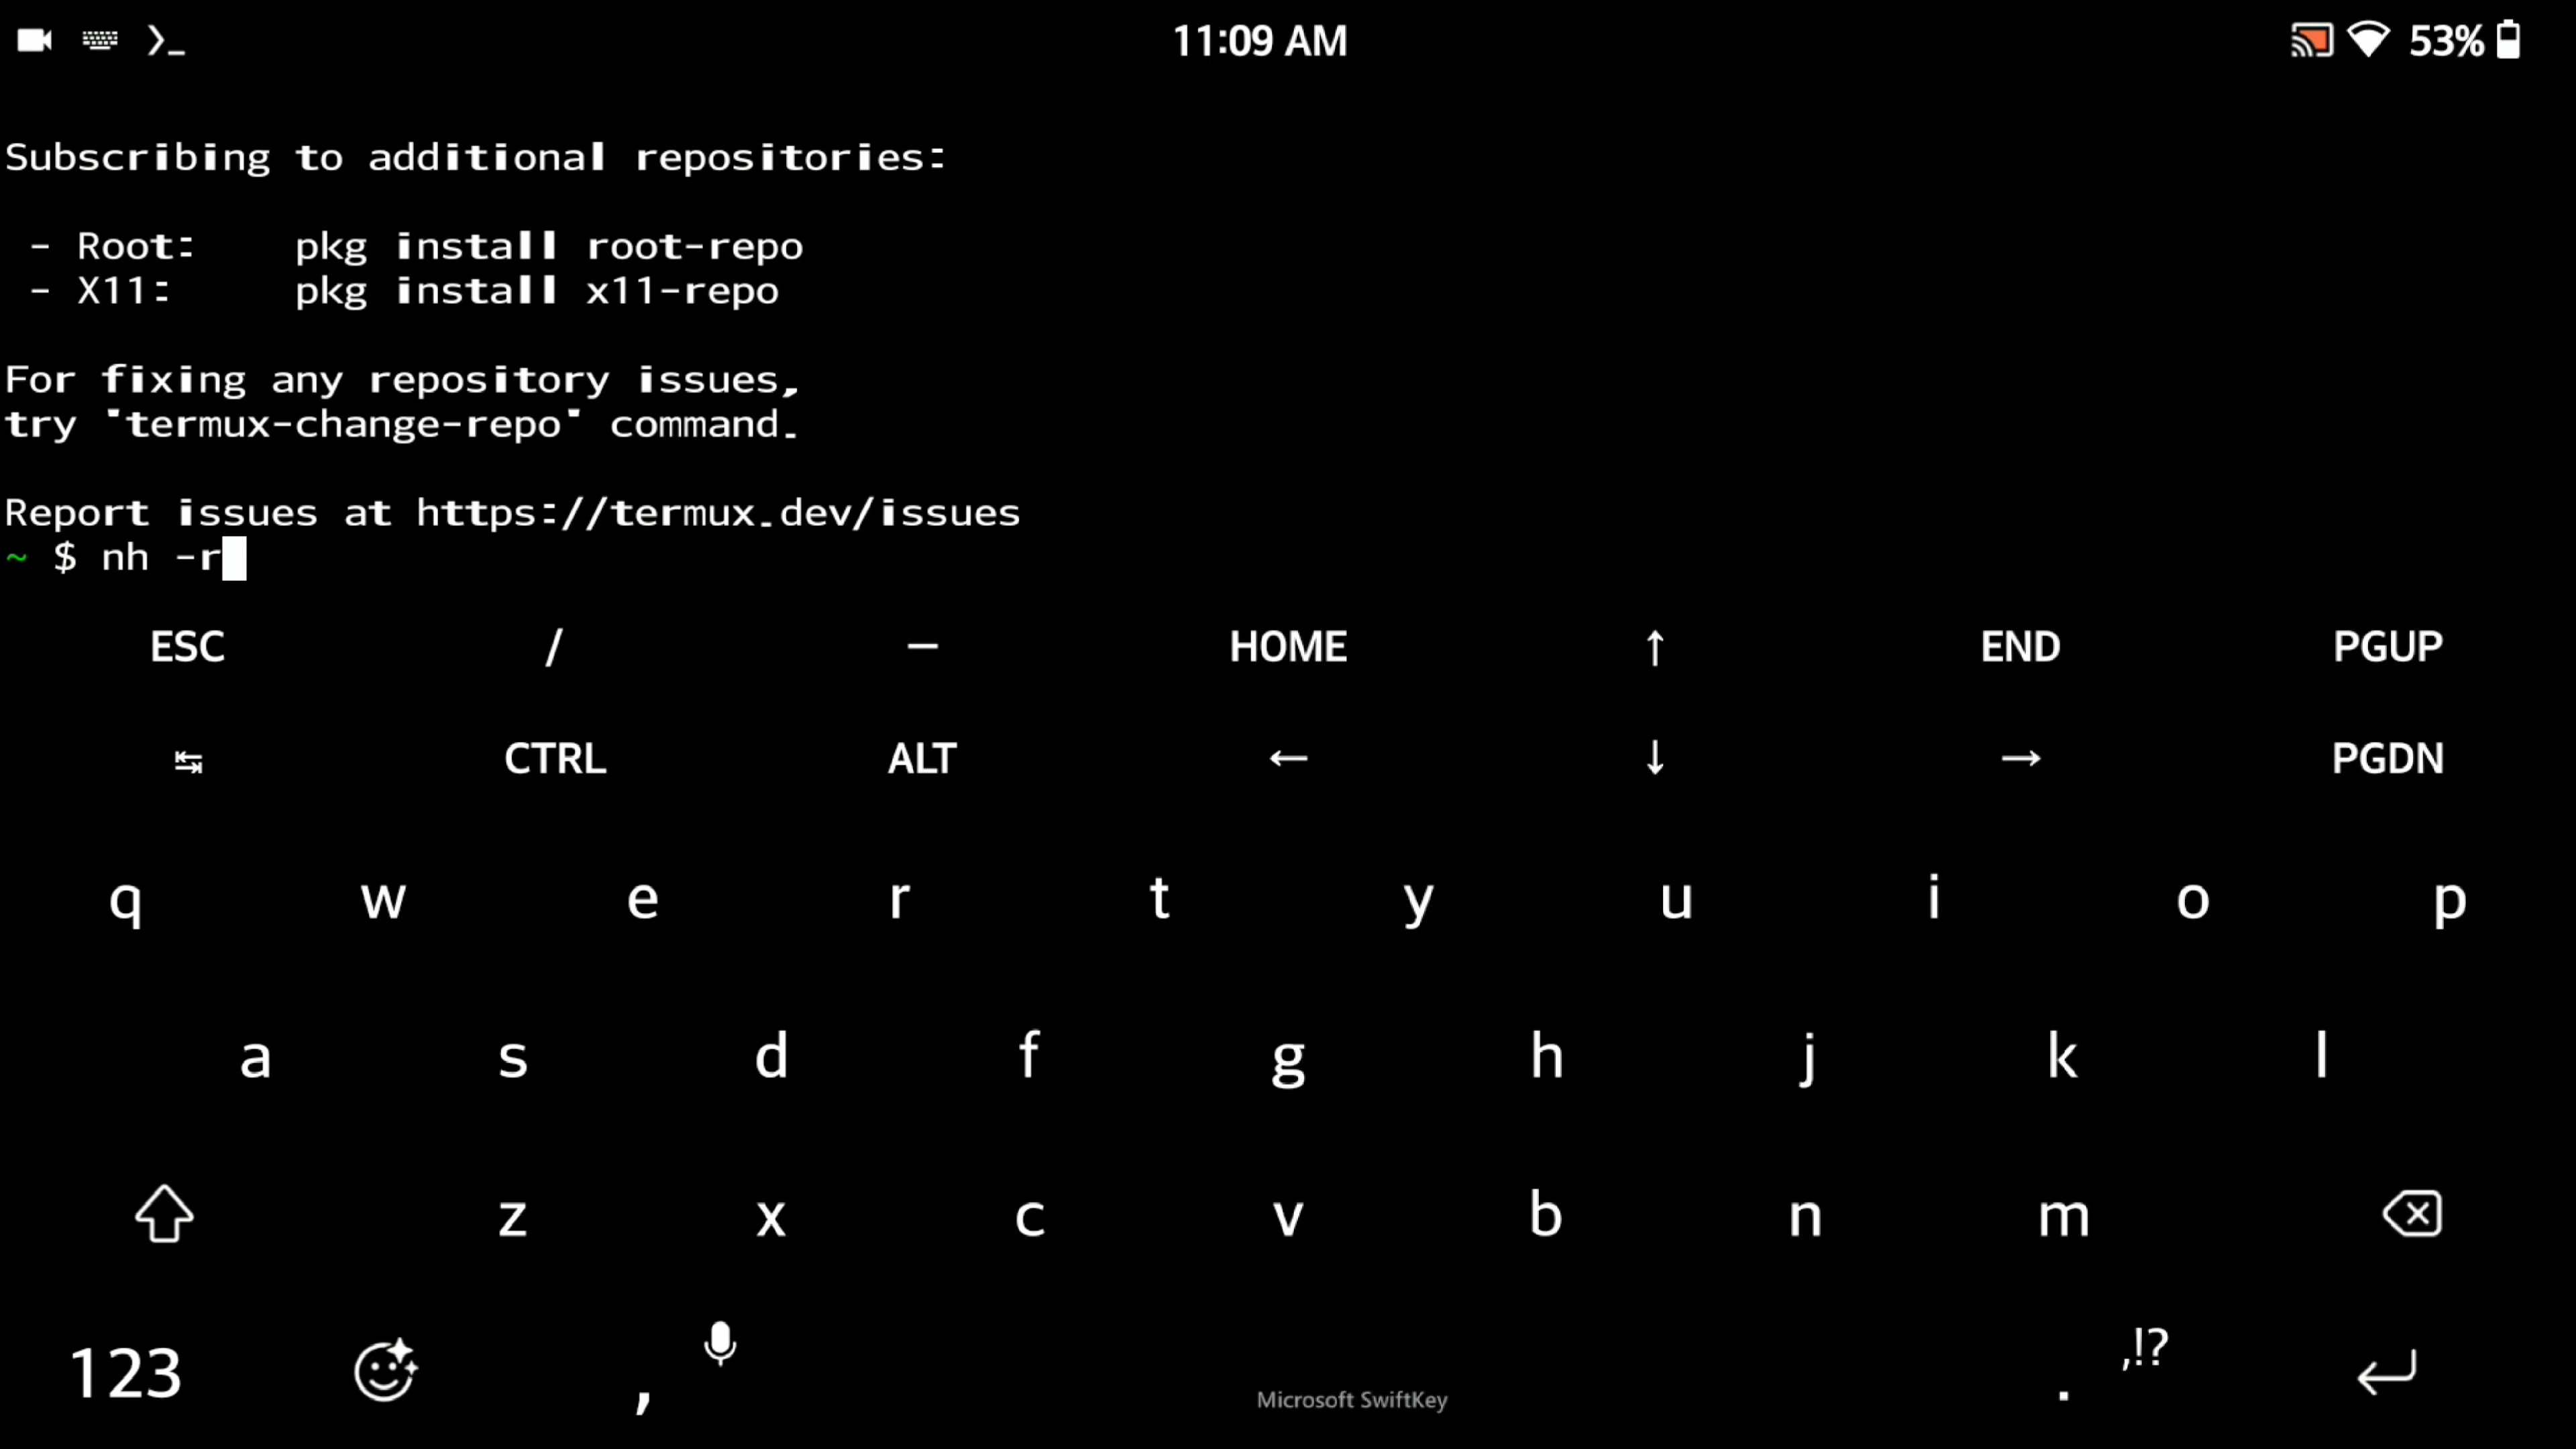 11:09 AM
53%
Subscribing to additional repositories:
- Root: pkg install root-repo
- X11: pkg install x11-repo
For fixing any repository issues,
try "termux-change-repo" command.
Report issues at https://termux.dev/issues
~ $ nh -r
ESC / — HOME ↑ END PGUP
↹ CTRL ALT ← ↓ → PGDN
q w e r t y u i o p
a s d f g h j k l
z x c v b n m
123 , Microsoft SwiftKey . ,!?